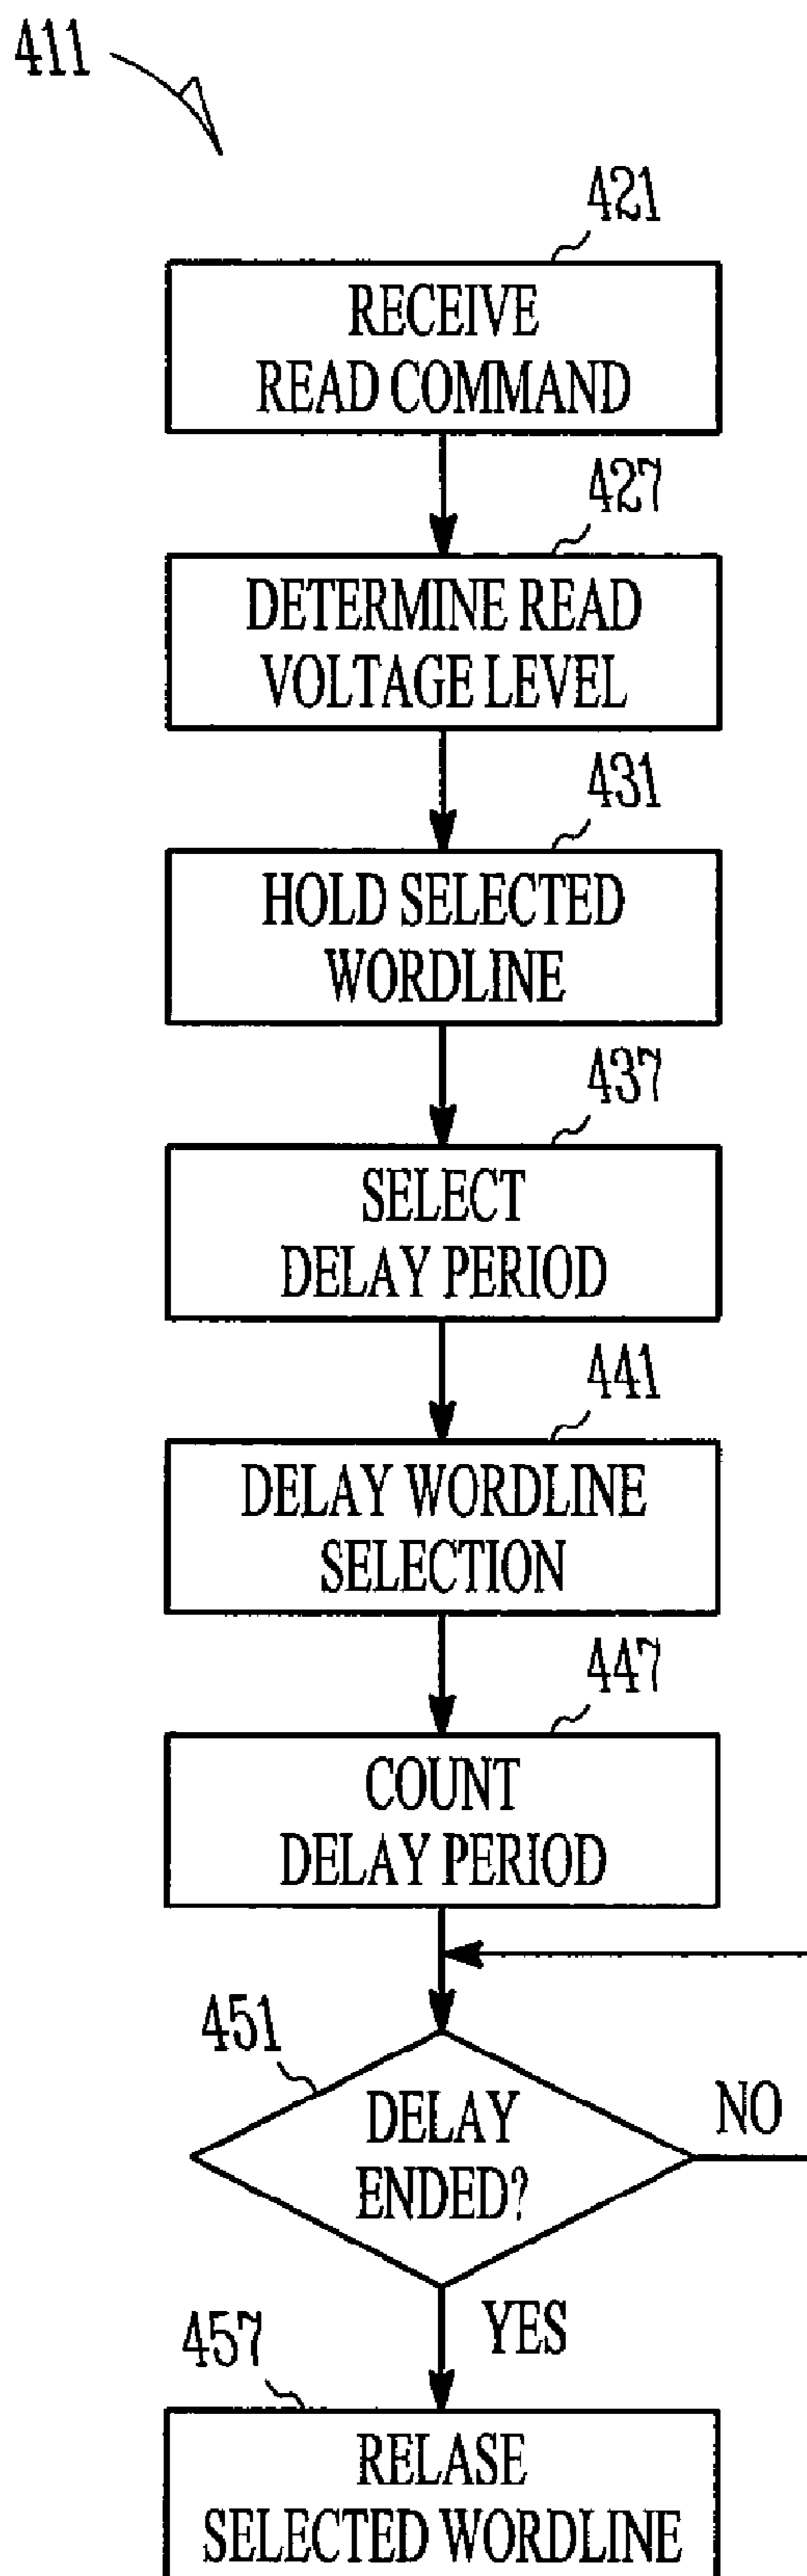 411
421
RECEIVE
READ COMMAND
427
DETERMINE READ
VOLTAGE LEVEL
431
HOLD SELECTED
WORDLINE
437
SELECT
DELAY PERIOD
441
DELAY WORDLINE
SELECTION
447
COUNT
DELAY PERIOD
451
DELAY
ENDED?
NO
YES
457
RELASE
SELECTED WORDLINE